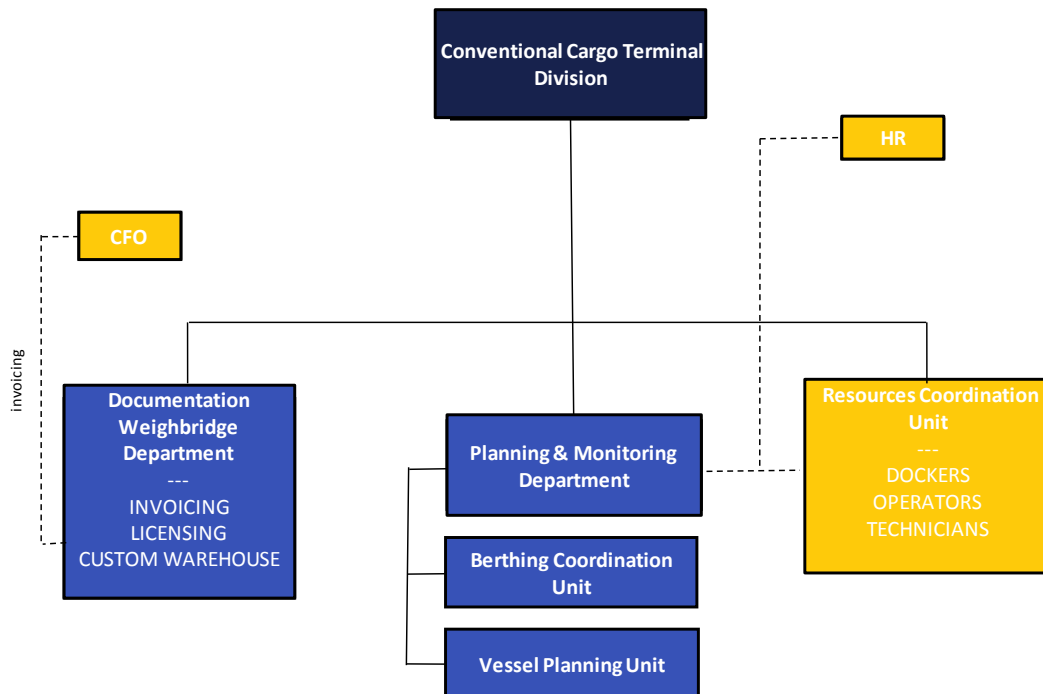 Conventional Cargo Terminal
Division
HR
CFO
invoicing
Documentation
Weighbridge
Department
---
INVOICING
LICENSING
CUSTOM WAREHOUSE
Planning & Monitoring
Department
Berthing Coordination
Unit
Vessel Planning Unit
Resources Coordination
Unit
---
DOCKERS
OPERATORS
TECHNICIANS